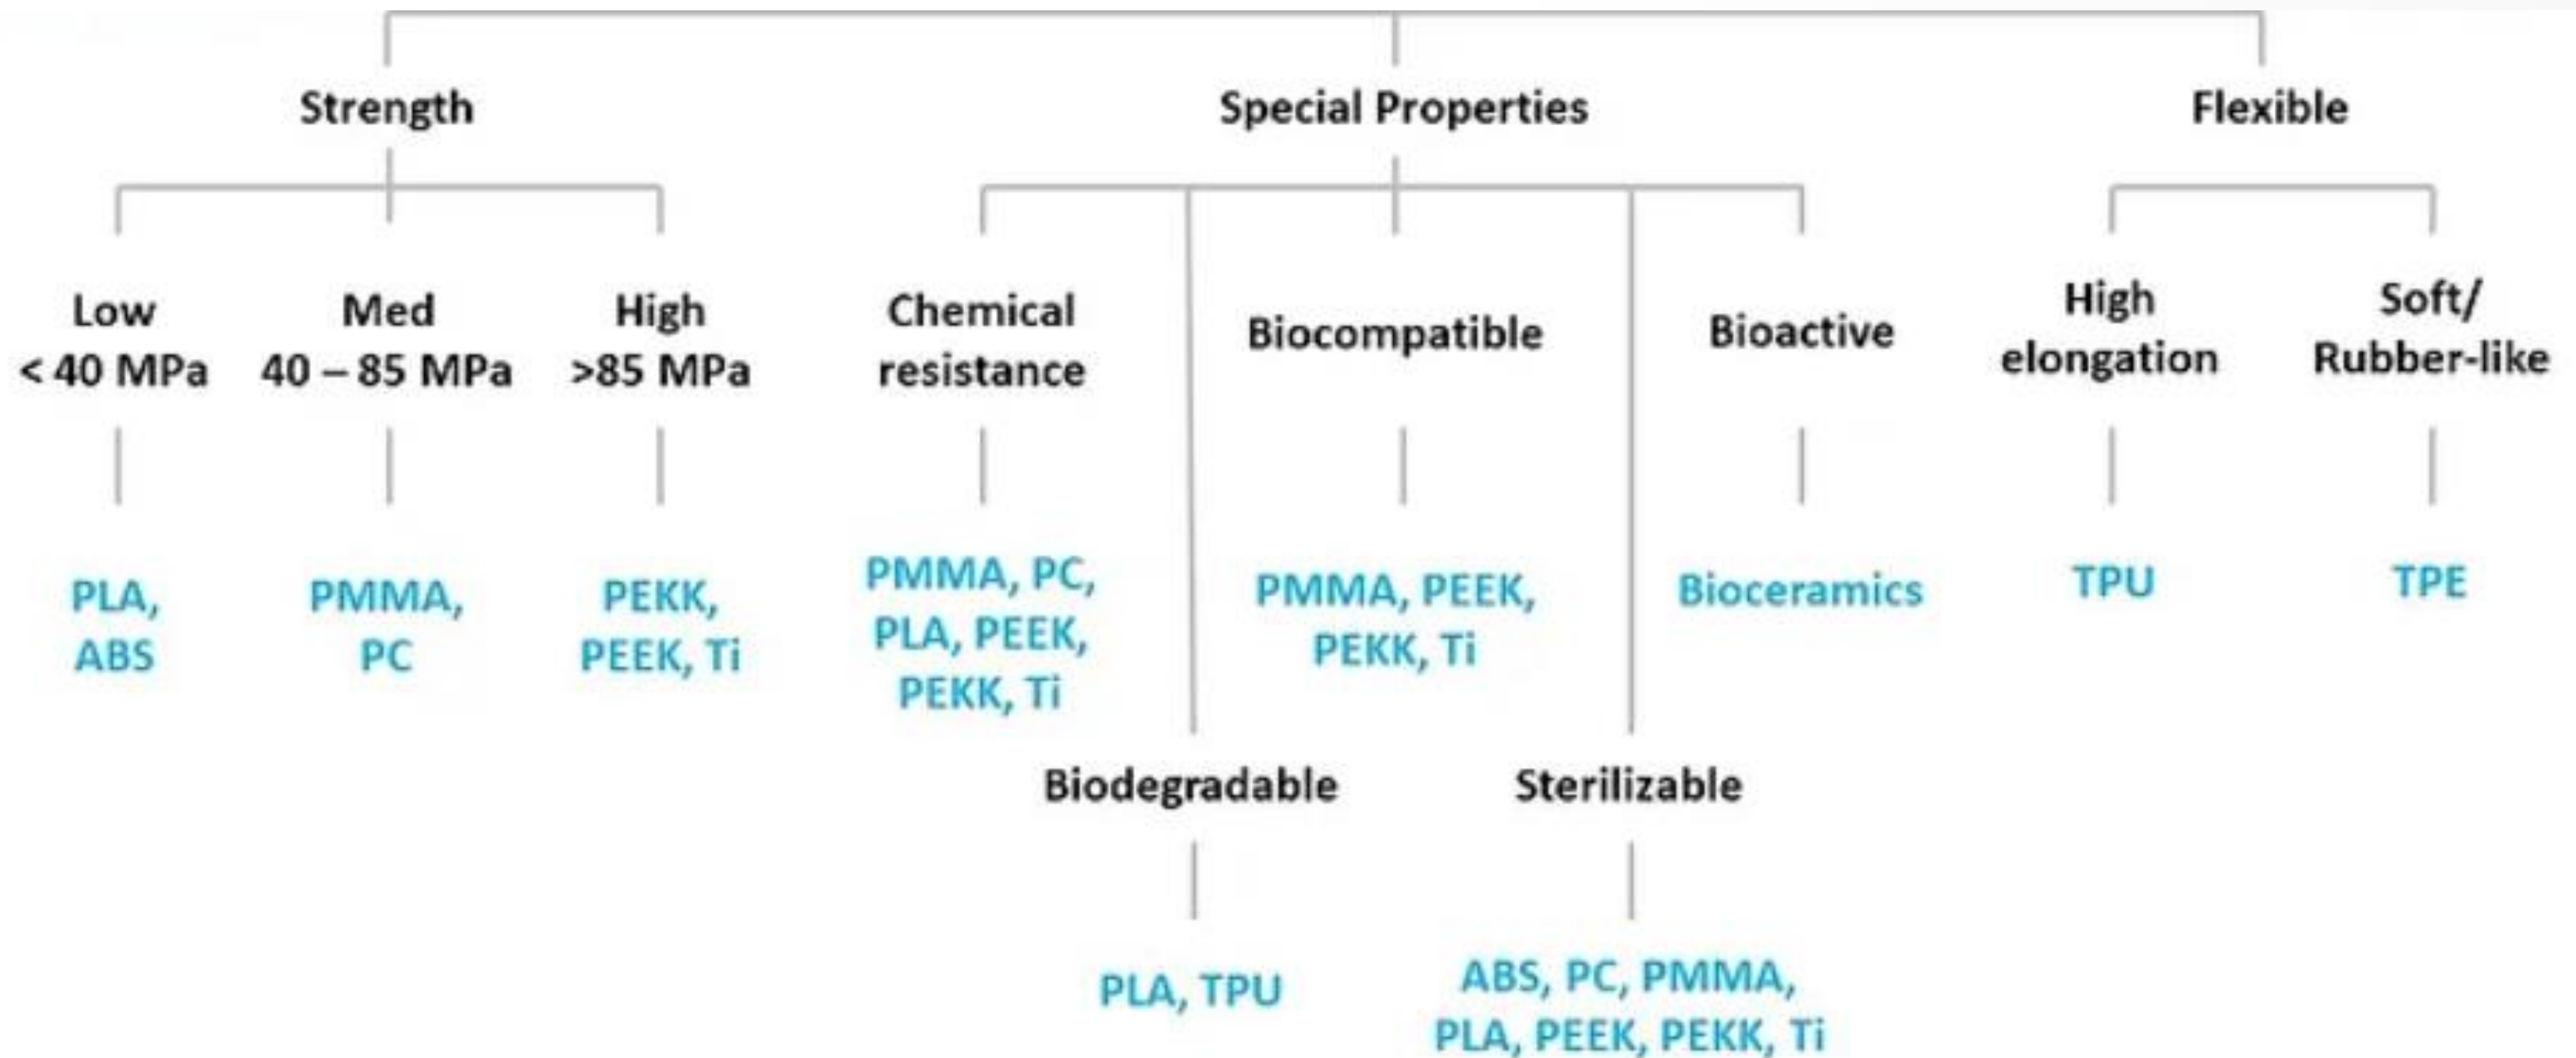 Strength
Special Properties
Flexible
Low
< 40 MPa
Med
40 – 85 MPa
High
>85 MPa
Chemical
resistance
Biocompatible
Bioactive
High
elongation
Soft/
Rubber-like
PLA,
ABS
PMMA,
PC
PEKK,
PEEK, Ti
PMMA, PC,
PLA, PEEK,
PEKK, Ti
PMMA, PEEK,
PEKK, Ti
Bioceramics
TPU
TPE
Biodegradable
Sterilizable
PLA, TPU
ABS, PC, PMMA,
PLA, PEEK, PEKK, Ti